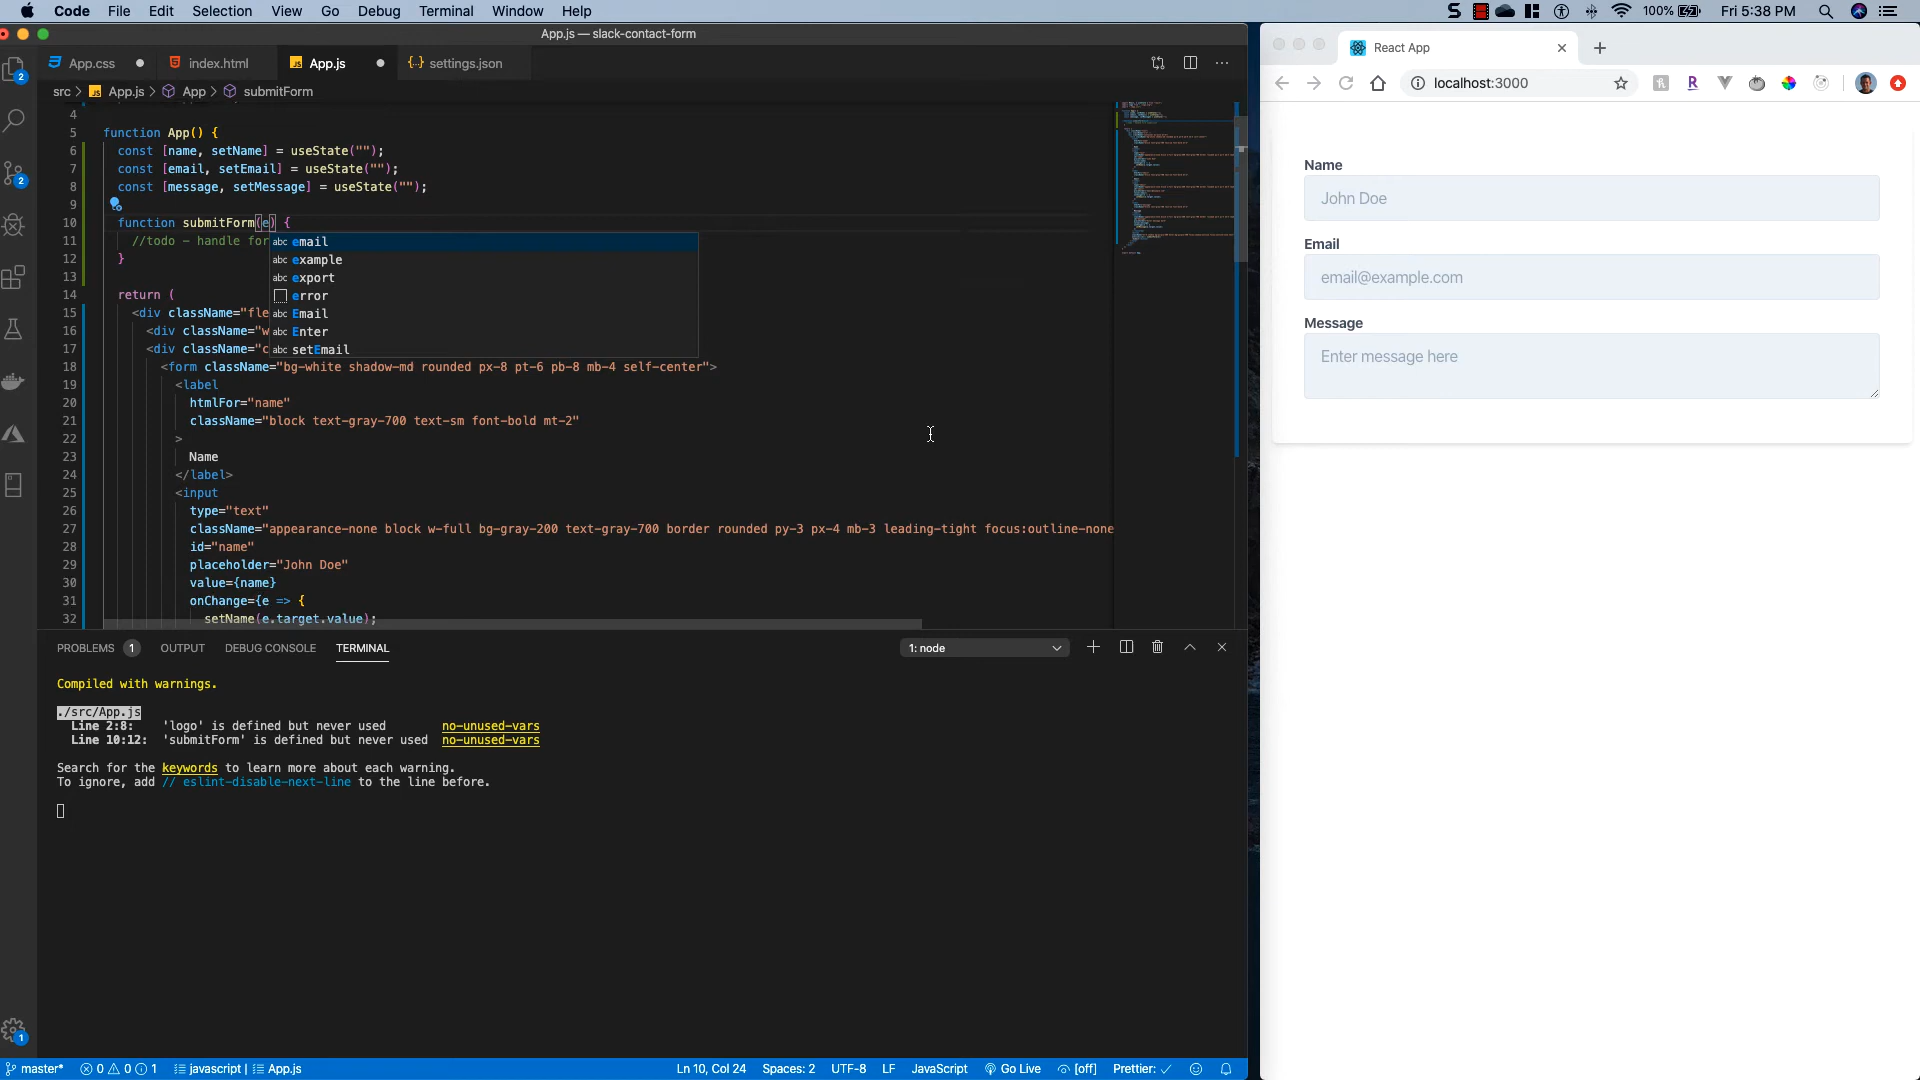 Code File Edit Selection View Go Debug Terminal Window Help
100% Fri 5:38 PM
App.js — slack-contact-form
App.css index.html App.js settings.json
src > App.js > App > submitForm
4
5 function App() {
6 const [name, setName] = useState("");
7 const [email, setEmail] = useState("");
8 const [message, setMessage] = useState("");
9
10 function submitForm(e) {
11 //todo - handle for
12 }
13
14 return (
15 <div className="fle
16 <div className="w
17 <div className="c
abc email
abc example
abc export
error
abc Email
abc Enter
abc setEmail
18 <form className="bg-white shadow-md rounded px-8 pt-6 pb-8 mb-4 self-center">
19 <label
20 htmlFor="name"
21 className="block text-gray-700 text-sm font-bold mt-2"
22 >
23 Name
24 </label>
25 <input
26 type="text"
27 className="appearance-none block w-full bg-gray-200 text-gray-700 border rounded py-3 px-4 mb-3 leading-tight focus:outline-none
28 id="name"
29 placeholder="John Doe"
30 value={name}
31 onChange={e => {
32 setName(e.target.value);
PROBLEMS 1 OUTPUT DEBUG CONSOLE TERMINAL 1: node
Compiled with warnings.
./src/App.js
Line 2:8: 'logo' is defined but never used no-unused-vars
Line 10:12: 'submitForm' is defined but never used no-unused-vars
Search for the keywords to learn more about each warning.
To ignore, add // eslint-disable-next-line to the line before.
2
2
1
master* 0 0 1 javascript | App.js Ln 10, Col 24 Spaces: 2 UTF-8 LF JavaScript Go Live [off] Prettier: ✓
React App
localhost:3000
Name
John Doe
Email
email@example.com
Message
Enter message here